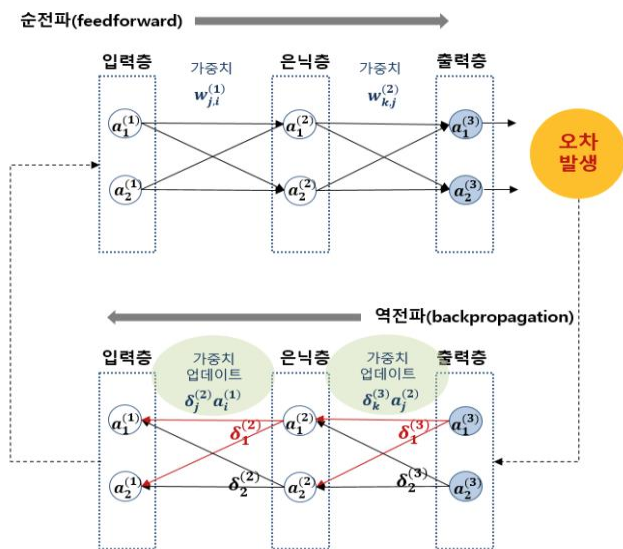 순전파(feedforward)
입력층 가중치 은닉층 가중치 출력층
w_{j,i}^{(1)} w_{k,j}^{(2)}
a_1^{(1)} a_1^{(2)} a_1^{(3)}
오차
발생
a_2^{(1)} a_2^{(2)} a_2^{(3)}
역전파(backpropagation)
입력층 가중치 은닉층 가중치 출력층
업데이트 업데이트
δ_j^{(2)} a_i^{(1)} δ_k^{(3)} a_j^{(2)}
a_1^{(1)} δ_1^{(2)} a_1^{(2)} δ_1^{(3)} a_1^{(3)}
a_2^{(1)} δ_2^{(2)} a_2^{(2)} δ_2^{(3)} a_2^{(3)}